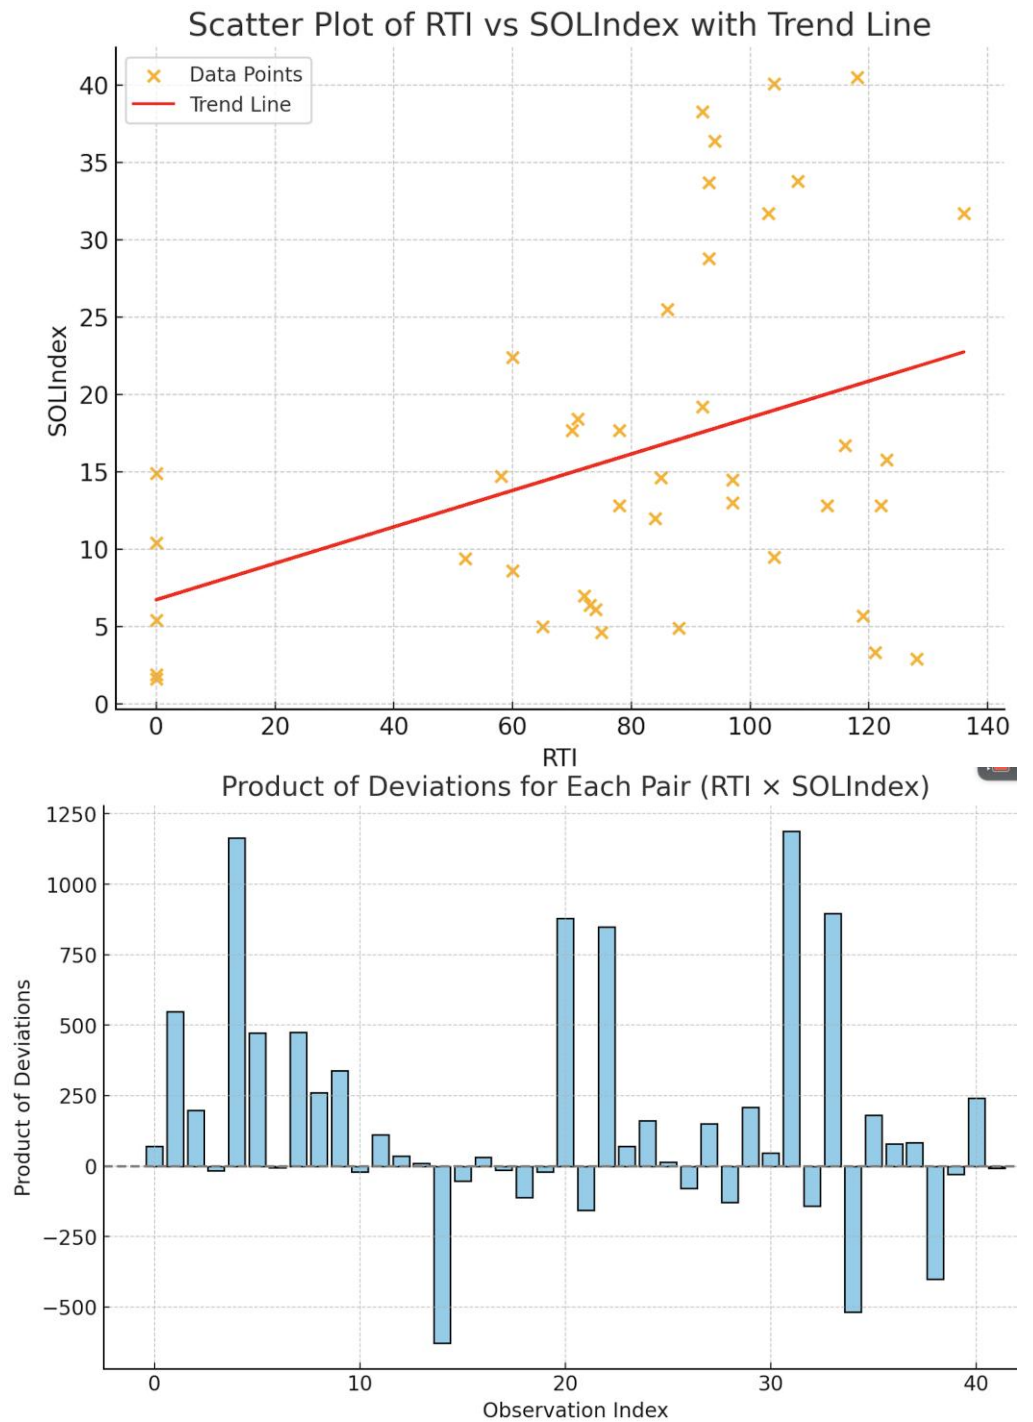 Scatter Plot of RTI vs SOLIndex with Trend Line
Data Points
Trend Line
40
35
30
25
20
15
10
5
0
SOLIndex
0 20 40 60 80 100 120 140
RTI
Product of Deviations for Each Pair (RTI × SOLIndex)
1250
1000
750
500
250
0
−250
−500
Product of Deviations
0 10 20 30 40
Observation Index